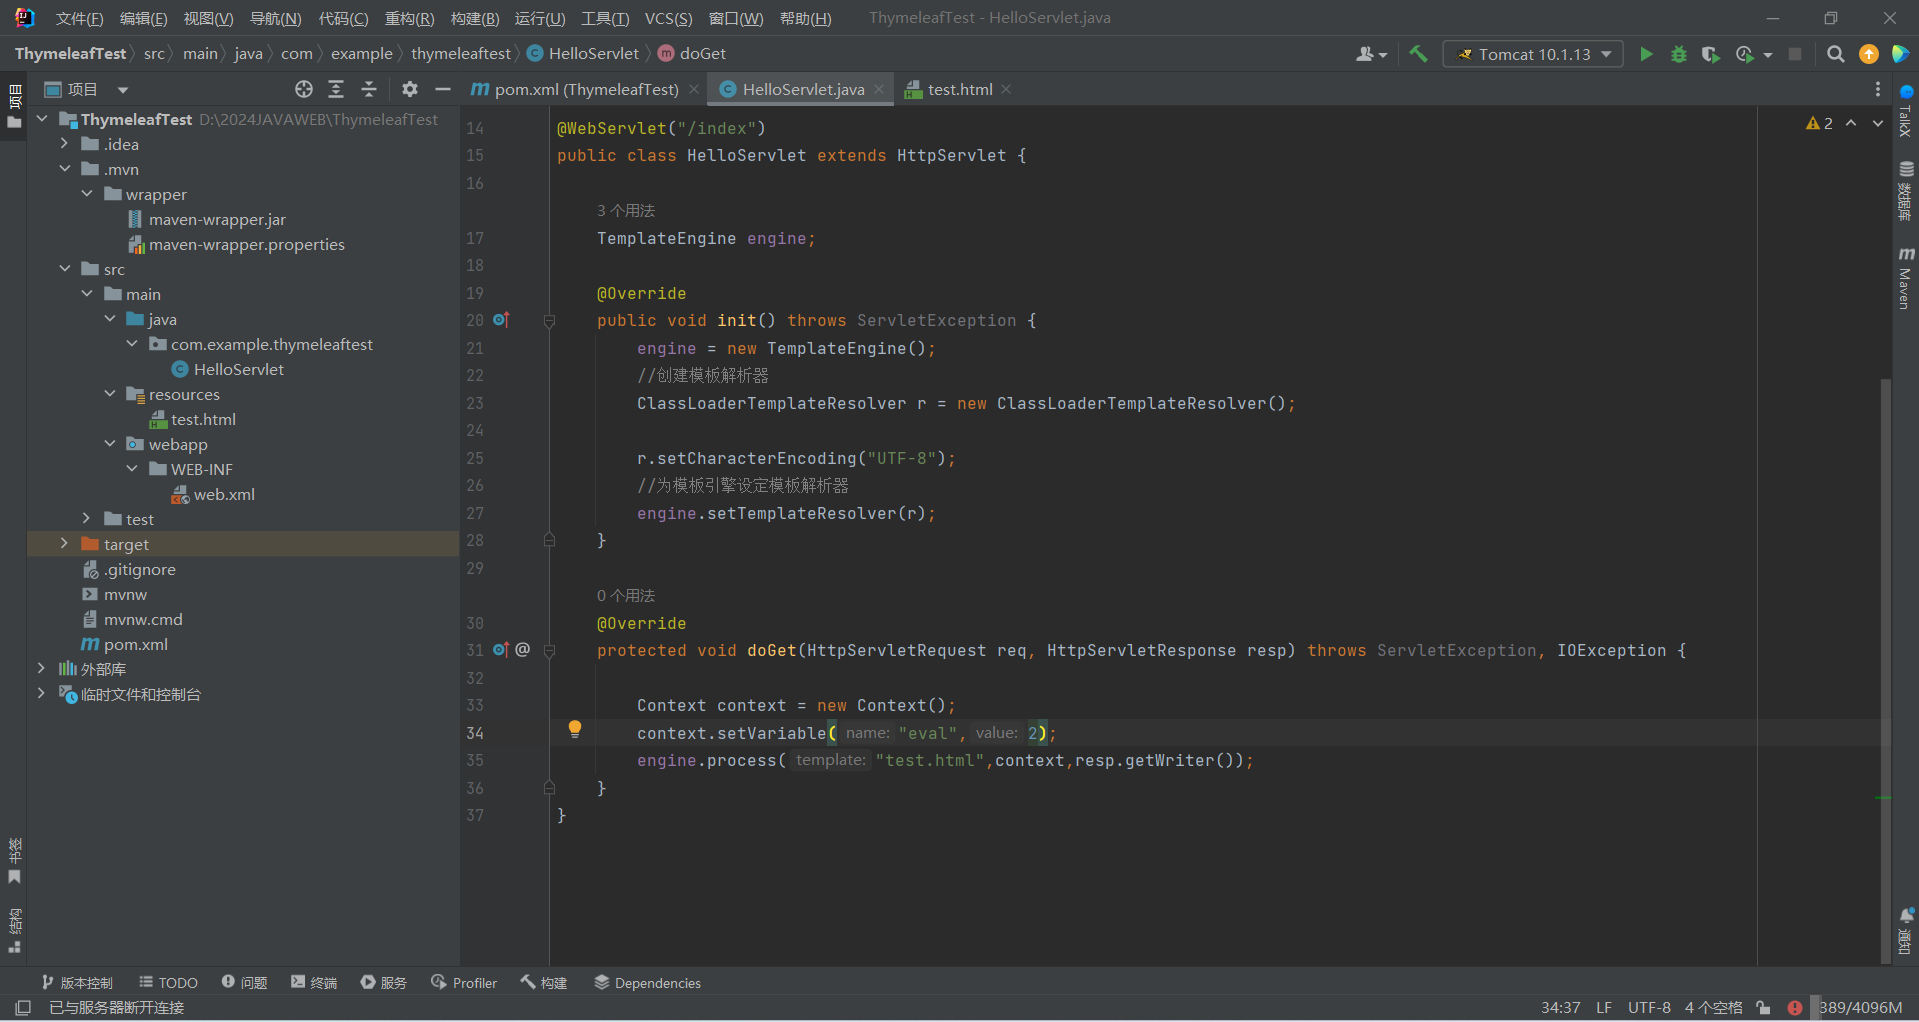 文件(F) 编辑(E) 视图(V) 导航(N) 代码(C) 重构(R) 构建(B) 运行(U) 工具(T) VCS(S) 窗口(W) 帮助(H) ThymeleafTest - HelloServlet.java
ThymeleafTest src main java com example thymeleaftest HelloServlet doGet Tomcat 10.1.13
项目
项目
pom.xml (ThymeleafTest) HelloServlet.java test.html
ThymeleafTest D:\2024JAVAWEB\ThymeleafTest
.idea
.mvn
wrapper
maven-wrapper.jar
maven-wrapper.properties
src
main
java
com.example.thymeleaftest
HelloServlet
resources
test.html
webapp
WEB-INF
web.xml
test
target
.gitignore
mvnw
mvnw.cmd
pom.xml
外部库
临时文件和控制台
14 @WebServlet("/index")
15 public class HelloServlet extends HttpServlet {
16
3 个用法
17 TemplateEngine engine;
18
19 @Override
20 public void init() throws ServletException {
21 engine = new TemplateEngine();
22 //创建模板解析器
23 ClassLoaderTemplateResolver r = new ClassLoaderTemplateResolver();
24
25 r.setCharacterEncoding("UTF-8");
26 //为模板引擎设定模板解析器
27 engine.setTemplateResolver(r);
28 }
29
0 个用法
30 @Override
31 @ protected void doGet(HttpServletRequest req, HttpServletResponse resp) throws ServletException, IOException {
32
33 Context context = new Context();
34 context.setVariable( name: "eval", value: 2);
35 engine.process( template: "test.html",context,resp.getWriter());
36 }
37 }
2
TalkX
数据库
Maven
通知
书签
结构
版本控制 TODO 问题 终端 服务 Profiler 构建 Dependencies
已与服务器断开连接 34:37 LF UTF-8 4 个空格 389/4096M